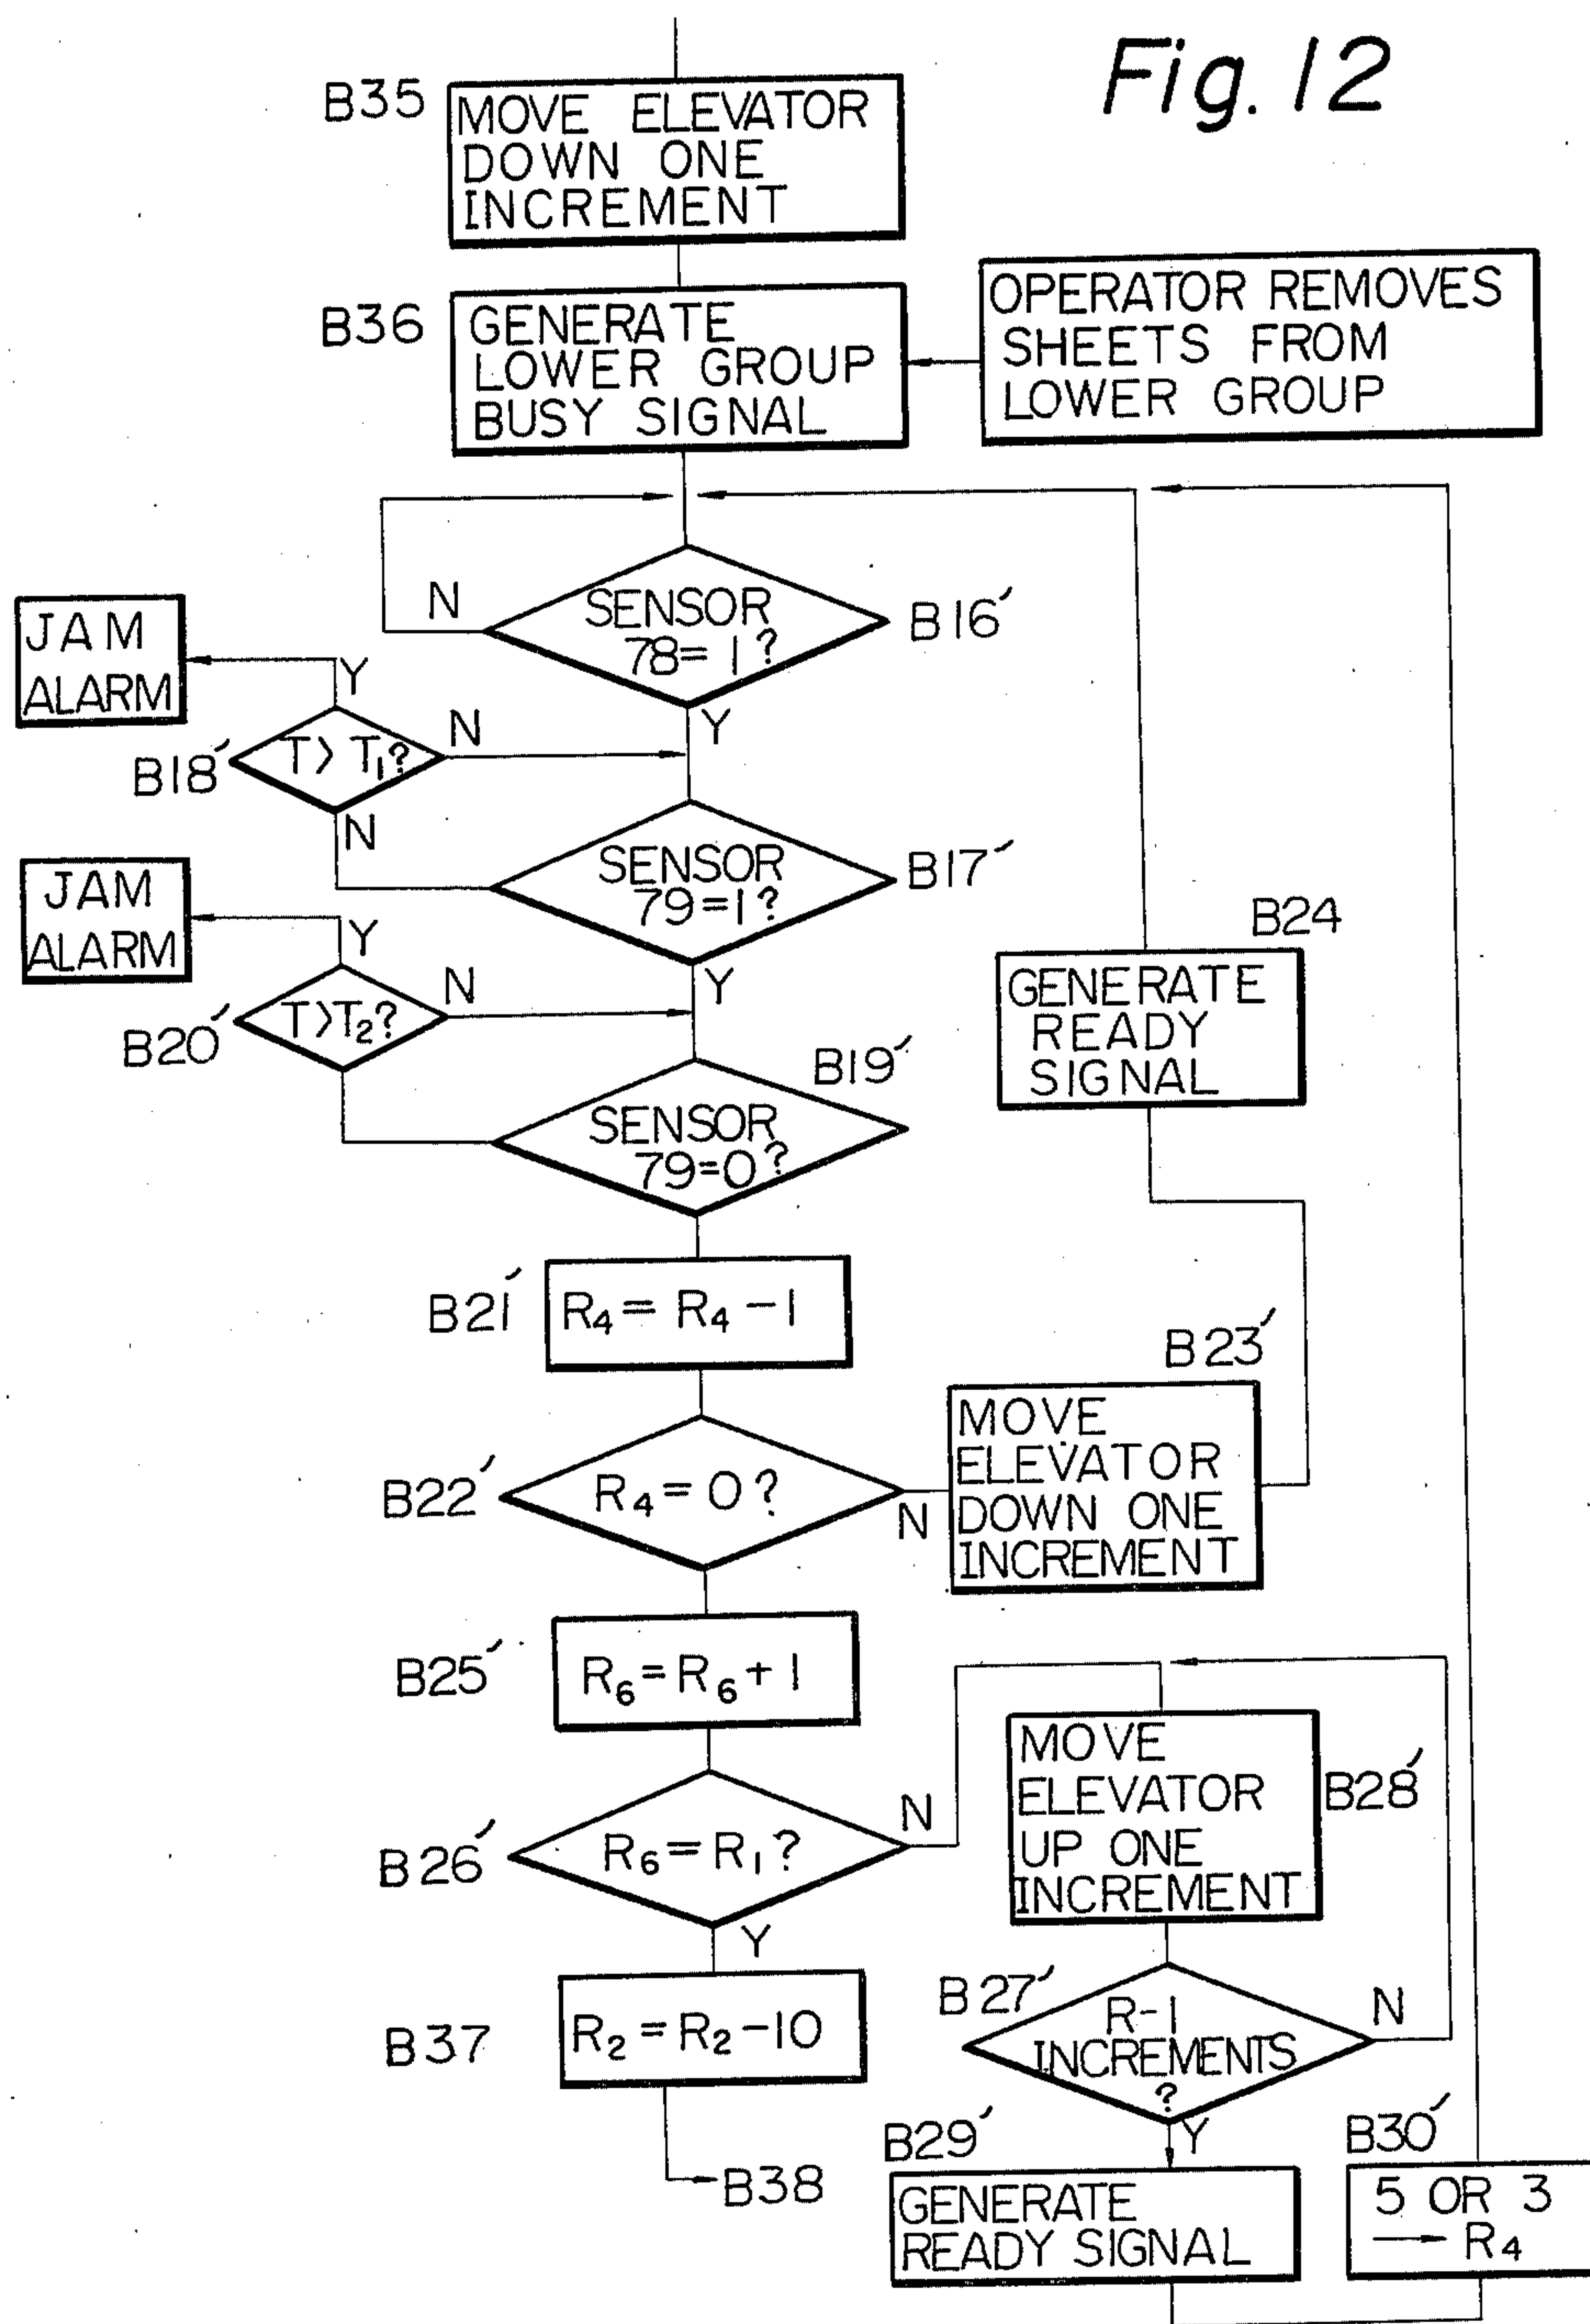 Fig. 12
B35
MOVE ELEVATOR
DOWN ONE
INCREMENT
B36
GENERATE
LOWER GROUP
BUSY SIGNAL
OPERATOR REMOVES
SHEETS FROM
LOWER GROUP
N
SENSOR
78=1?
B16'
Y
JAM
ALARM
Y
B18'
T>T1?
N
N
SENSOR
79=1?
B17'
Y
JAM
ALARM
Y
B20'
T>T2?
N
B19'
SENSOR
79=0?
B24
GENERATE
READY
SIGNAL
B21'
R4=R4-1
B22'
R4=0?
N
B23'
MOVE
ELEVATOR
DOWN ONE
INCREMENT
B25'
R6=R6+1
B26'
R6=R1?
N
Y
B28'
MOVE
ELEVATOR
UP ONE
INCREMENT
B27'
R-1
INCREMENTS
?
N
Y
B37
R2=R2-10
B38
B29'
GENERATE
READY SIGNAL
B30'
5 OR 3
→ R4